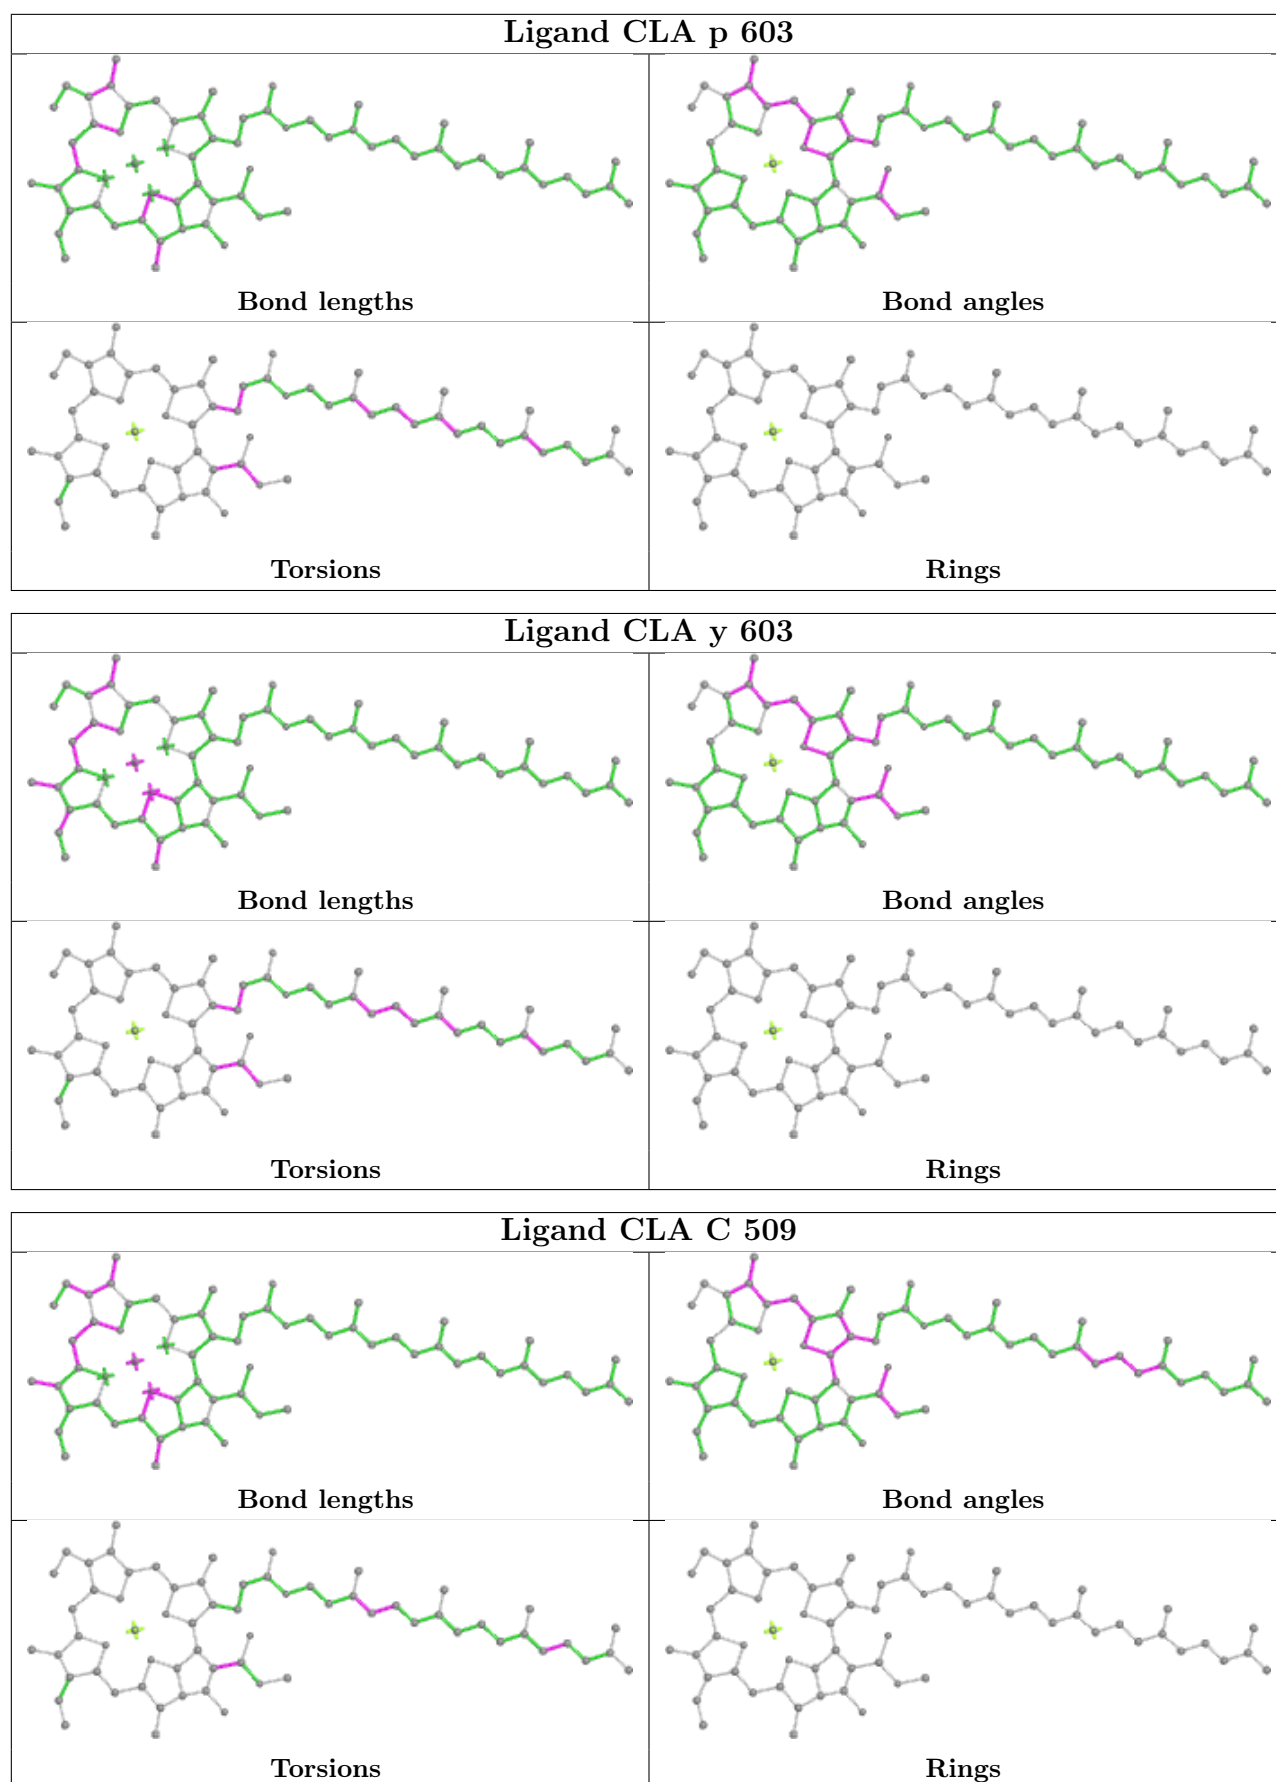 Ligand CLA p 603
Bond lengths
Bond angles
Torsions
Rings
Ligand CLA y 603
Bond lengths
Bond angles
Torsions
Rings
Ligand CLA C 509
Bond lengths
Bond angles
Torsions
Rings